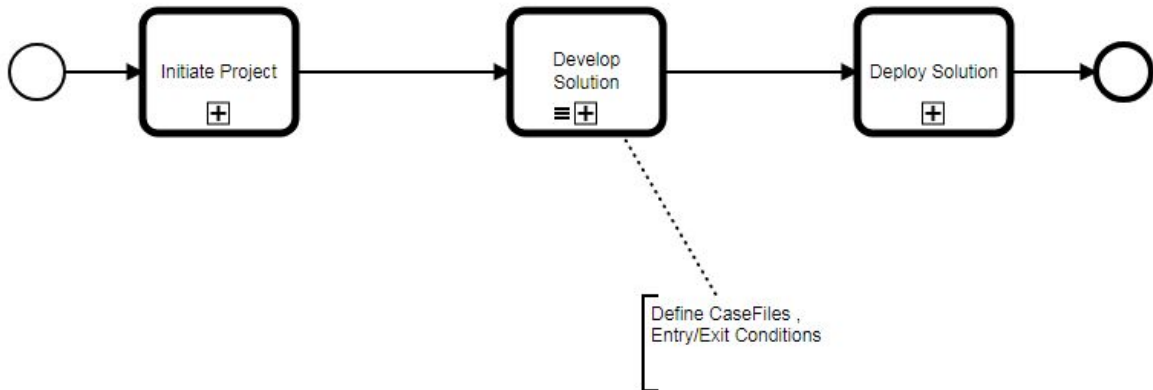 Initiate Project
Develop
Solution
Deploy Solution
Define CaseFiles ,
Entry/Exit Conditions